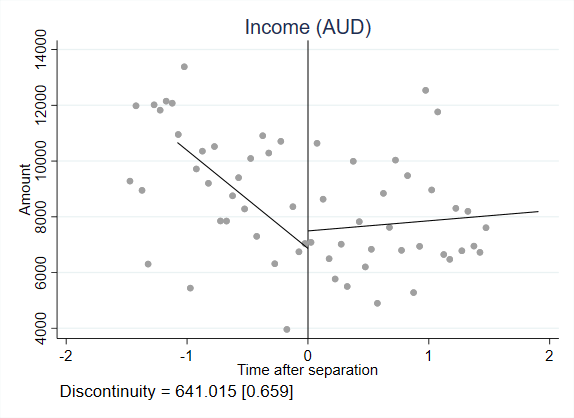 Income (AUD)
Amount
14000
12000
10000
8000
6000
4000
-2 -1 0 1 2
Time after separation
Discontinuity = 641.015 [0.659]